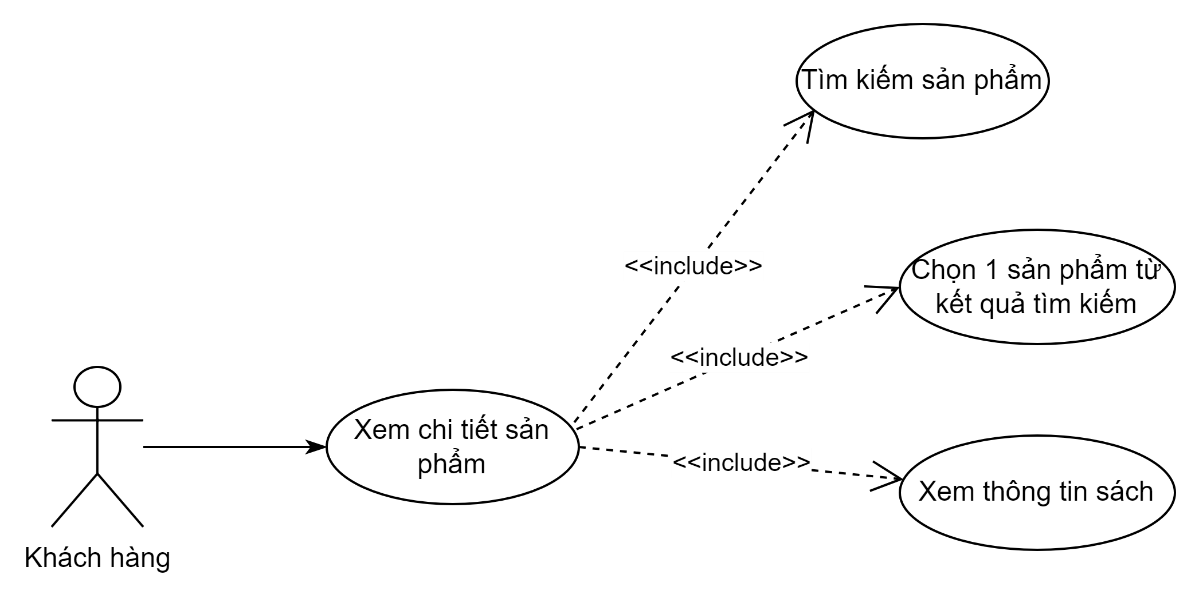 Tìm kiếm sản phẩm
<<include>>
Chọn 1 sản phẩm từ
kết quả tìm kiếm
<<include>>
Xem chi tiết sản
phẩm
<<include>>
Xem thông tin sách
Khách hàng